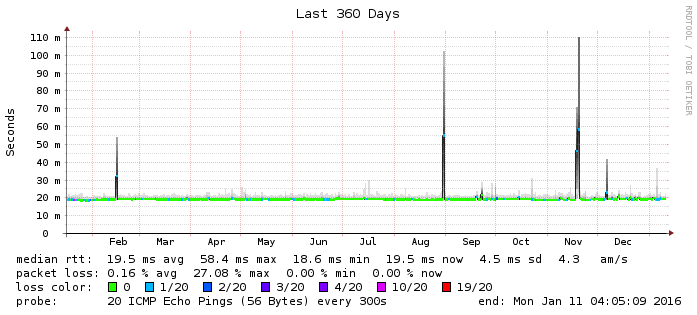 Last 360 Days
RRDTOOL / TOBI OETIKER
Seconds
110 m
100 m
90 m
80 m
70 m
60 m
50 m
40 m
30 m
20 m
10 m
0
Feb Mar Apr May Jun Jul Aug Sep Oct Nov Dec
median rtt: 19.5 ms avg 58.4 ms max 18.6 ms min 19.5 ms now 4.5 ms sd 4.3 am/s
packet loss: 0.16 % avg 27.08 % max 0.00 % min 0.00 % now
loss color: 0 1/20 2/20 3/20 4/20 10/20 19/20
probe: 20 ICMP Echo Pings (56 Bytes) every 300s end: Mon Jan 11 04:05:09 2016